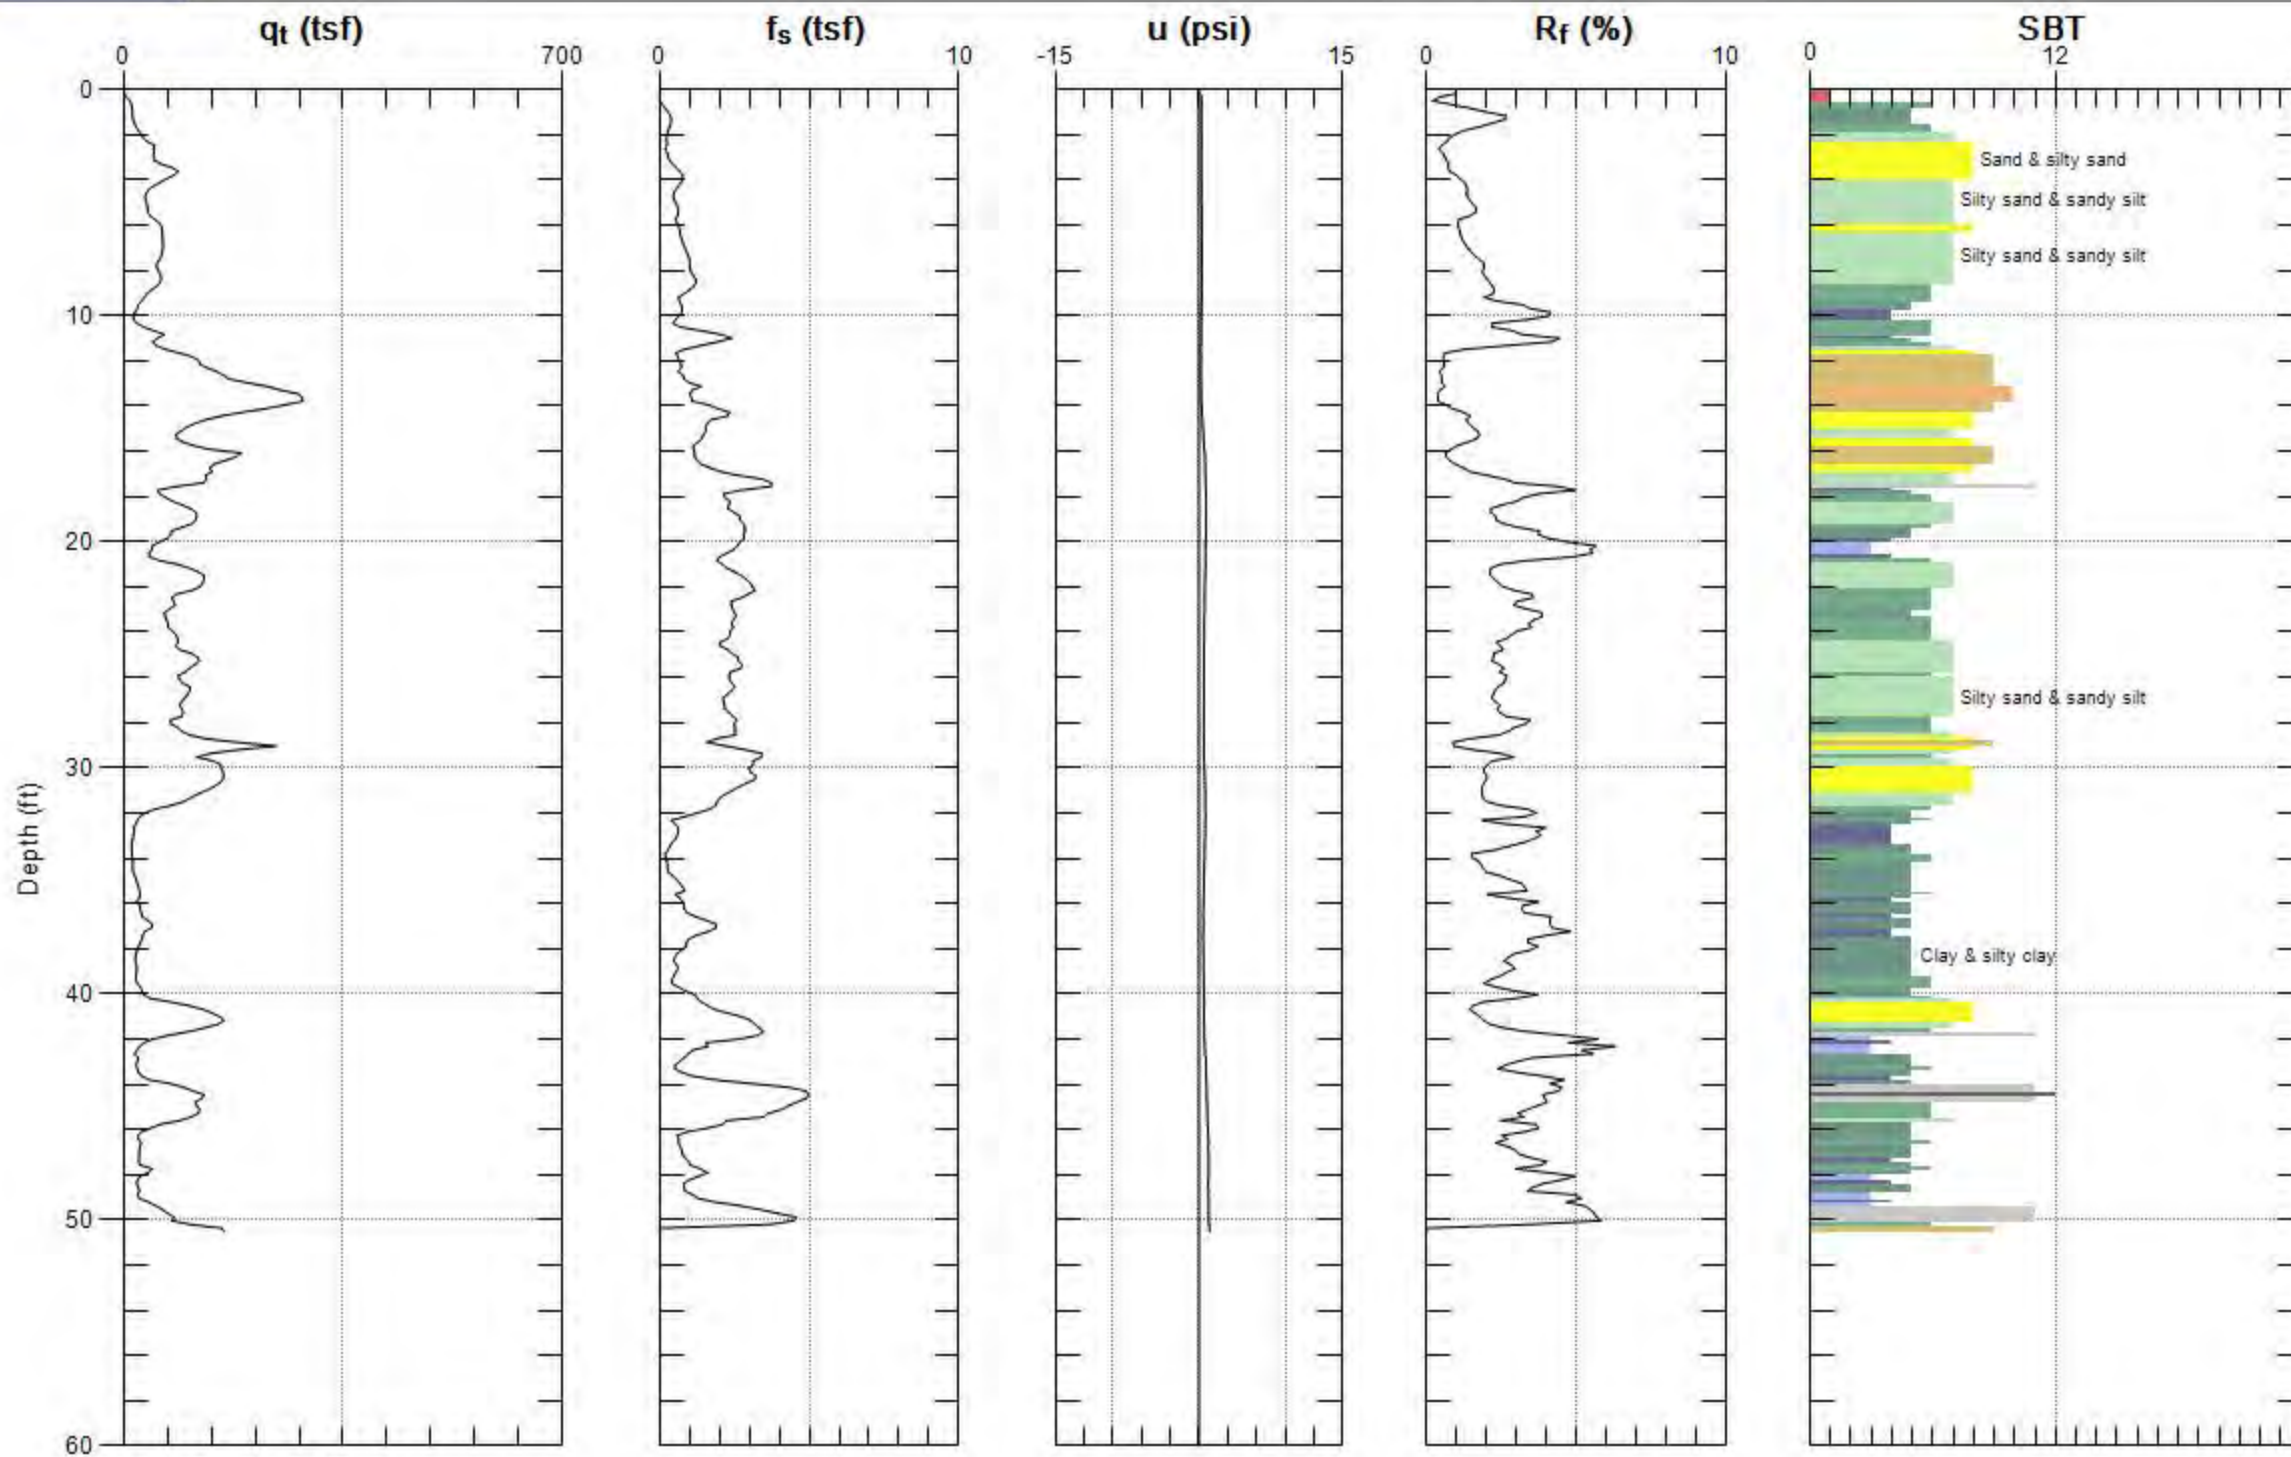 qt (tsf)
fs (tsf)
u (psi)
Rf (%)
SBT
0 700
0 10
-15 15
0 10
0 12
0
Sand & silty sand
Silty sand & sandy silt
Silty sand & sandy silt
10
20
Silty sand & sandy silt
30
Depth (ft)
Clay & silty clay
40
50
60